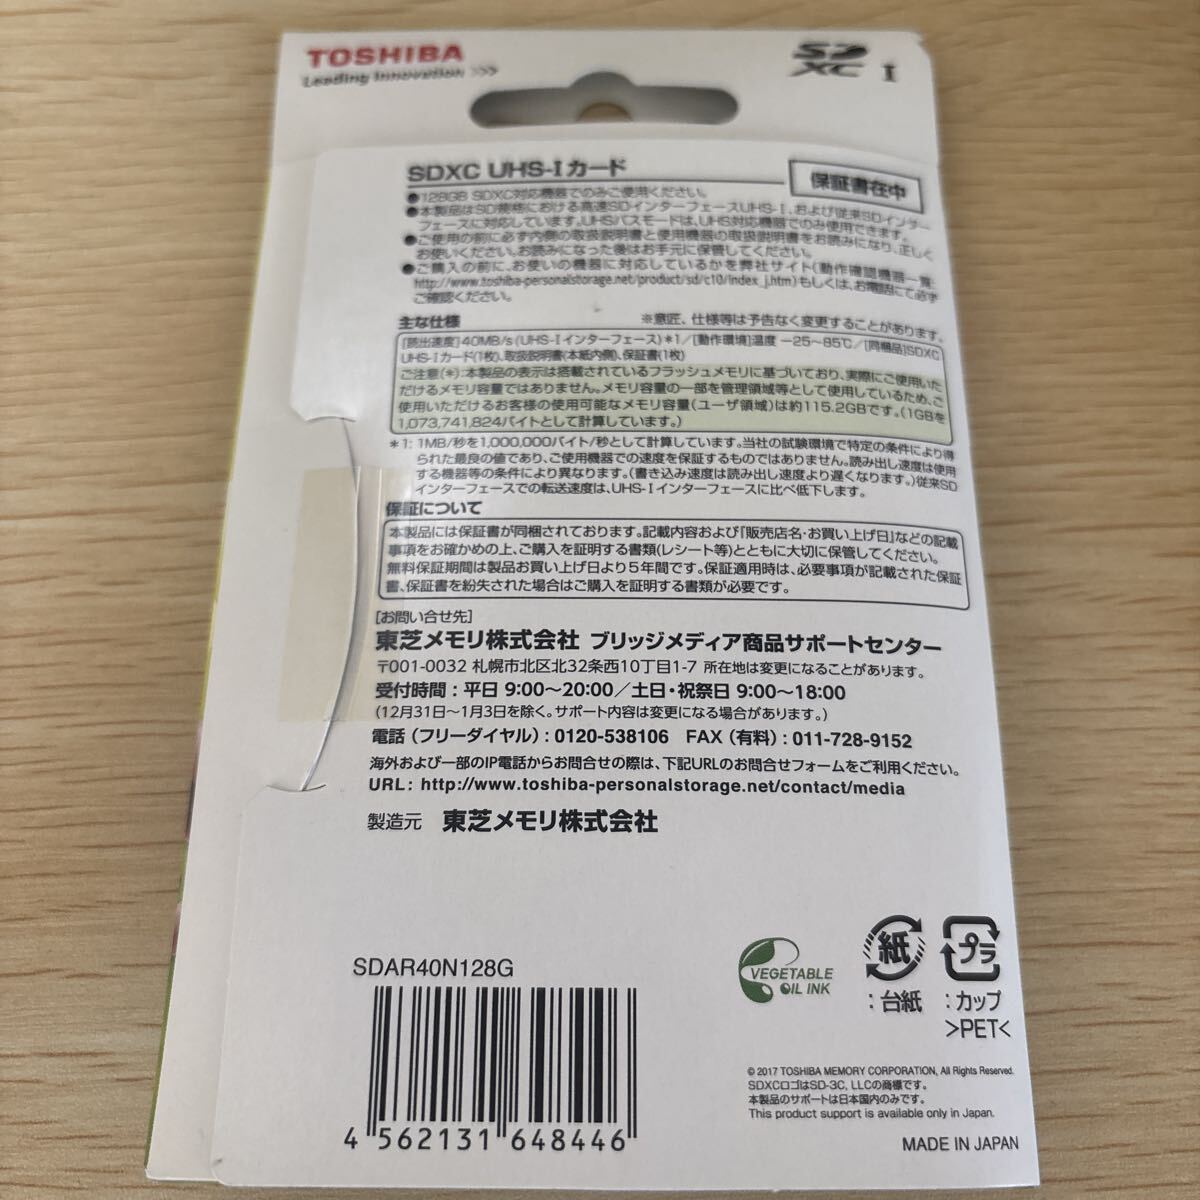 TOSHIBA
Leading Innovation >>>
SD
XC I
SDXC UHS-Iカード
保証書在中
●128GB SDXC対応機器でのみご使用ください。
●本製品はSD規格における高速SDインターフェースUHS-I、および従来SDインター
フェースに対応しています。UHSバスモードは、UHS対応機器でのみ使用できます。
●ご使用の前に必ず内側の取扱説明書と使用機器の取扱説明書をお読みになり、正しく
お使いください。お読みになった後はお手元に保管してください。
●ご購入の前に、お使いの機器に対応しているかを弊社サイト(動作確認機器一覧:
http://www.toshiba-personalstorage.net/product/sd/c10/index_j.htm)もしくは、お電話にて必ず
ご確認ください。
主な仕様
※意匠、仕様等は予告なく変更することがあります。
[読出速度]40MB/s(UHS-Iインターフェース)*1/[動作環境]温度 −25〜85℃/[同梱品]SDXC
UHS-Iカード(1枚)、取扱説明書(本紙内側)、保証書(1枚)
ご注意(*):本製品の表示は搭載されているフラッシュメモリに基づいており、実際にご使用いた
だけるメモリ容量ではありません。メモリ容量の一部を管理領域等として使用しているため、ご
使用いただけるお客様の使用可能なメモリ容量(ユーザ領域)は約115.2GBです。(1GBを
1,073,741,824バイトとして計算しています。)
*1: 1MB/秒を1,000,000バイト/秒として計算しています。当社の試験環境で特定の条件により得
られた最良の値であり、ご使用機器での速度を保証するものではありません。読み出し速度は使用
する機器等の条件により異なります。(書き込み速度は読み出し速度より遅くなります。)従来SD
インターフェースでの転送速度は、UHS-Iインターフェースに比べ低下します。
保証について
本製品には保証書が同梱されております。記載内容および「販売店名・お買い上げ日」などの記載
事項をお確かめの上、ご購入を証明する書類(レシート等)とともに大切に保管してください。
無料保証期間は製品お買い上げ日より5年間です。保証適用時は、必要事項が記載された保証
書、保証書を紛失された場合はご購入を証明する書類が必要です。
[お問い合せ先]
東芝メモリ株式会社 ブリッジメディア商品サポートセンター
〒001-0032 札幌市北区北32条西10丁目1-7 所在地は変更になることがあります。
受付時間:平日 9:00〜20:00/土日・祝祭日 9:00〜18:00
(12月31日〜1月3日を除く。サポート内容は変更になる場合があります。)
電話(フリーダイヤル):0120-538106 FAX(有料):011-728-9152
海外および一部のIP電話からお問合せの際は、下記URLのお問合せフォームをご利用ください。
URL: http://www.toshiba-personalstorage.net/contact/media
製造元 東芝メモリ株式会社
SDAR40N128G
4 562131 648446
VEGETABLE
OIL INK
紙
:台紙
プラ
:カップ
>PET<
© 2017 TOSHIBA MEMORY CORPORATION, All Rights Reserved.
SDXCロゴはSD-3C, LLCの商標です。
本製品のサポートは日本国内のみです。
This product support is available only in Japan.
MADE IN JAPAN